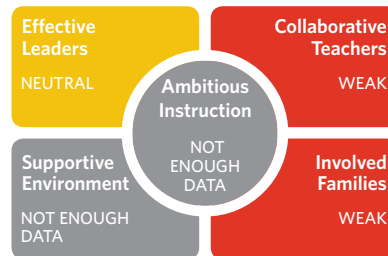 Effective
Leaders
NEUTRAL
Collaborative
Teachers
WEAK
Ambitious
Instruction
NOT
ENOUGH
DATA
Supportive
Environment
NOT ENOUGH
DATA
Involved
Families
WEAK